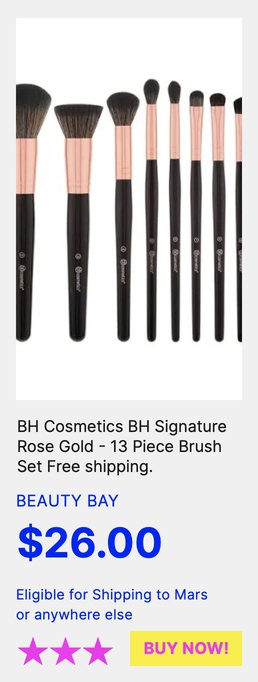 BH Cosmetics BH Signature
Rose Gold - 13 Piece Brush
Set Free shipping.
BEAUTY BAY
$26.00
Eligible for Shipping to Mars
or anywhere else
BUY NOW!